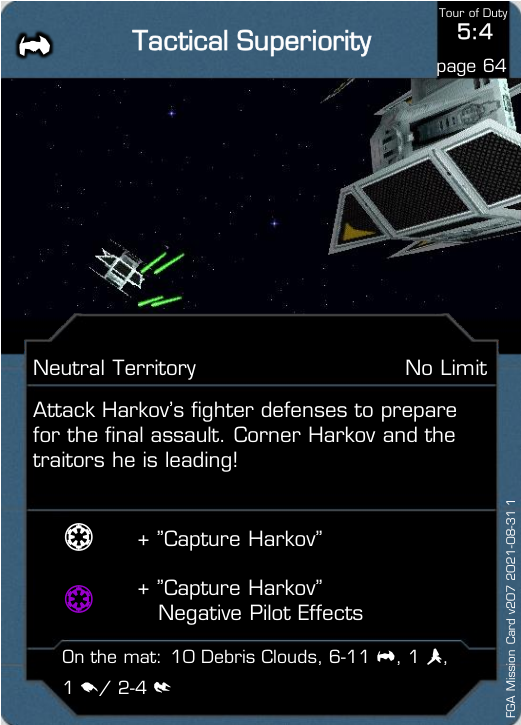 Tactical Superiority
Tour of Duty
5:4
page 64
Neutral Territory No Limit
Attack Harkov's fighter defenses to prepare
for the final assault. Corner Harkov and the
traitors he is leading!
+ "Capture Harkov"
+ "Capture Harkov"
Negative Pilot Effects
On the mat: 10 Debris Clouds, 6-11 , 1 ,
1 / 2-4
FGA Mission Card v207 2021-08-31 1